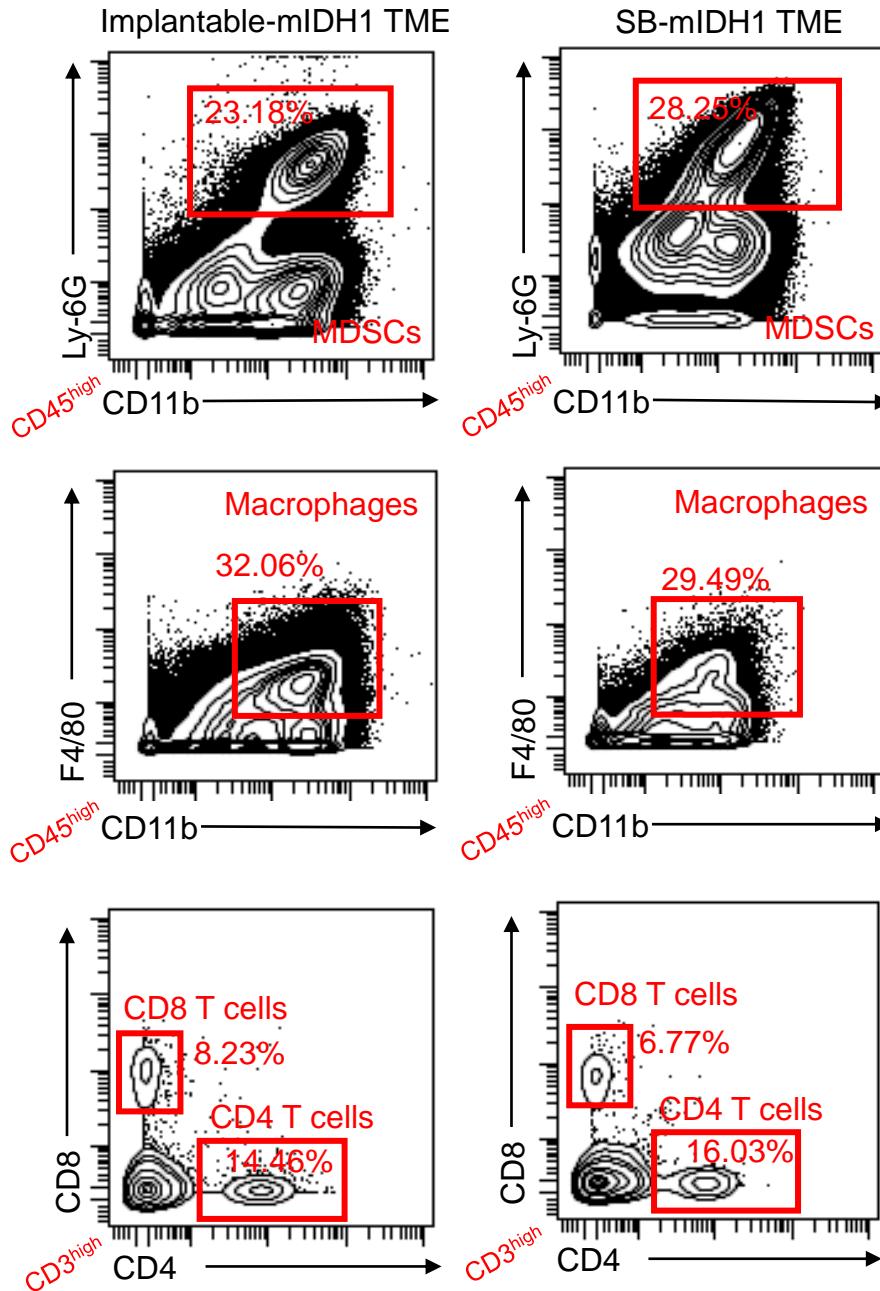 Implantable-mIDH1 TME
SB-mIDH1 TME
23.18%
28.25%
Ly-6G
Ly-6G
MDSCs
MDSCs
CD45high
CD11b
CD45high
CD11b
Macrophages
Macrophages
32.06%
29.49%
F4/80
F4/80
CD45high
CD11b
CD45high
CD11b
CD8 T cells
CD8 T cells
8.23%
6.77%
CD4 T cells
CD4 T cells
14.46%
16.03%
CD8
CD8
CD3high
CD4
CD3high
CD4